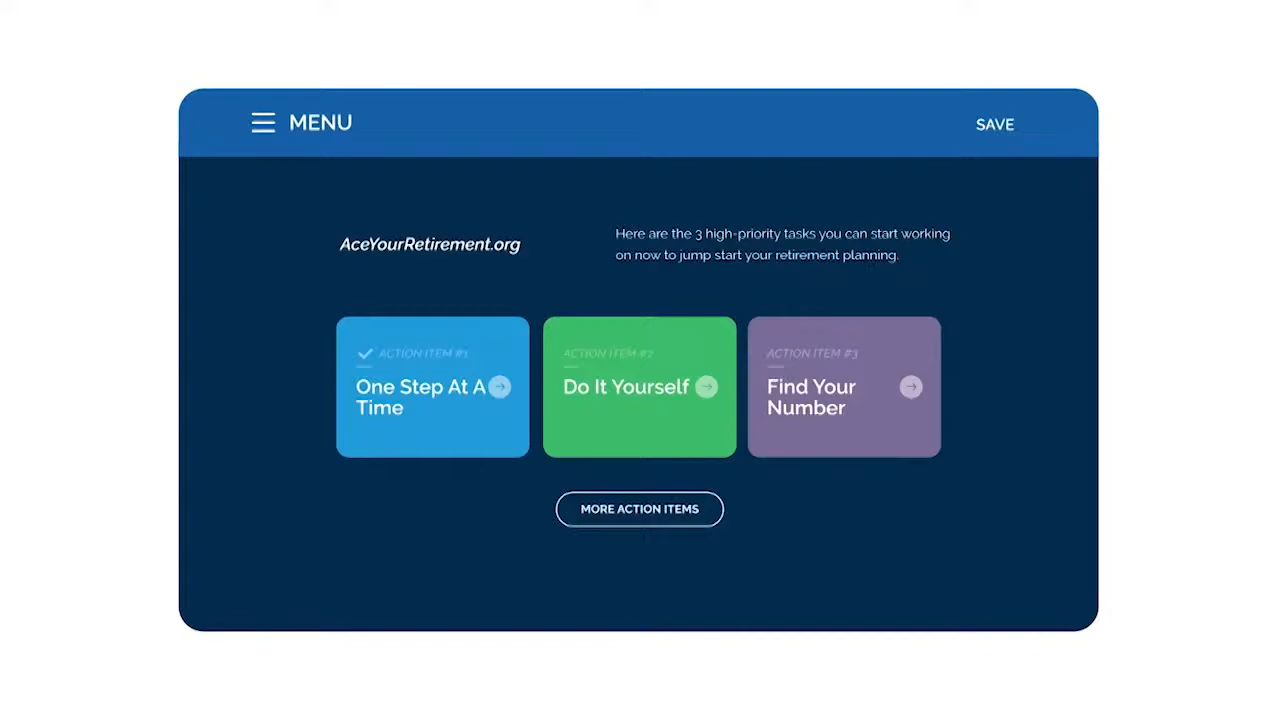 MENU
SAVE
AceYourRetirement.org
Here are the 3 high-priority tasks you can start working
on now to jump start your retirement planning.
ACTION ITEM #1
One Step At A
Time
ACTION ITEM #2
Do It Yourself
ACTION ITEM #3
Find Your
Number
MORE ACTION ITEMS